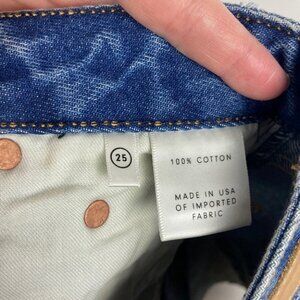 25
100% COTTON
MADE IN USA
OF IMPORTED
FABRIC